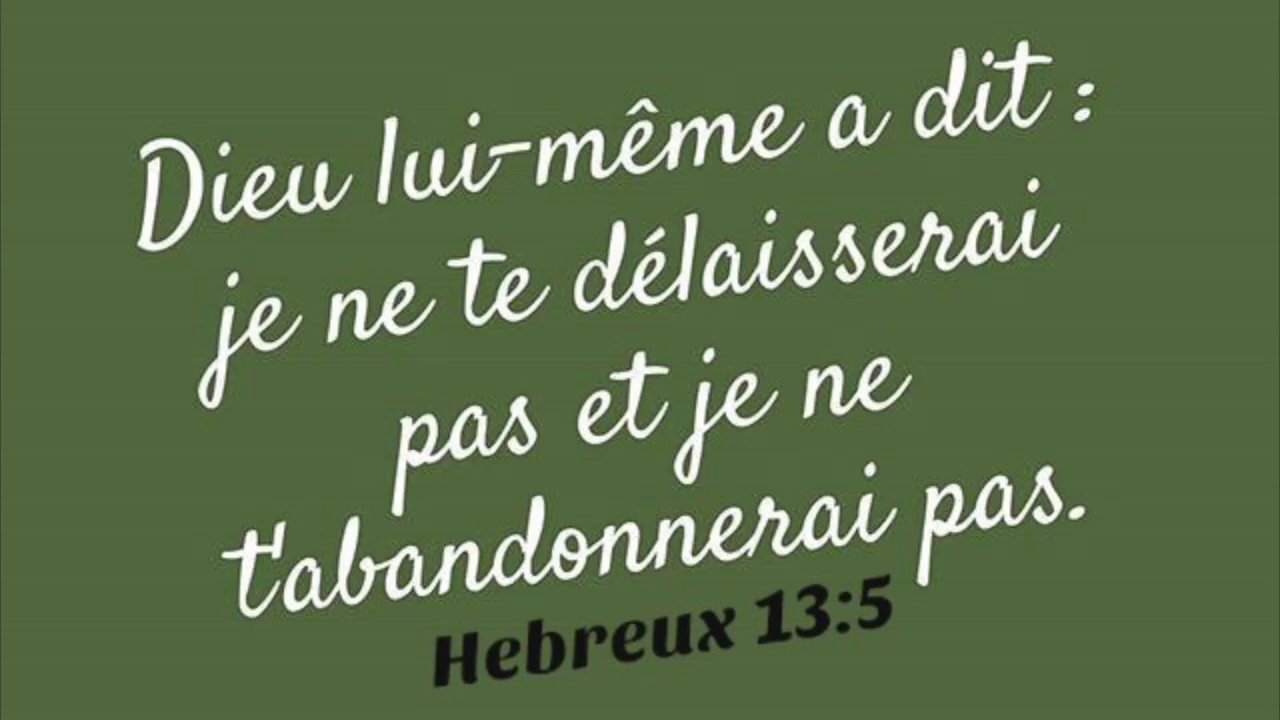 Dieu lui-même a dit :
je ne te délaisserai
pas et je ne
t'abandonnerai pas.
Hebreux 13:5